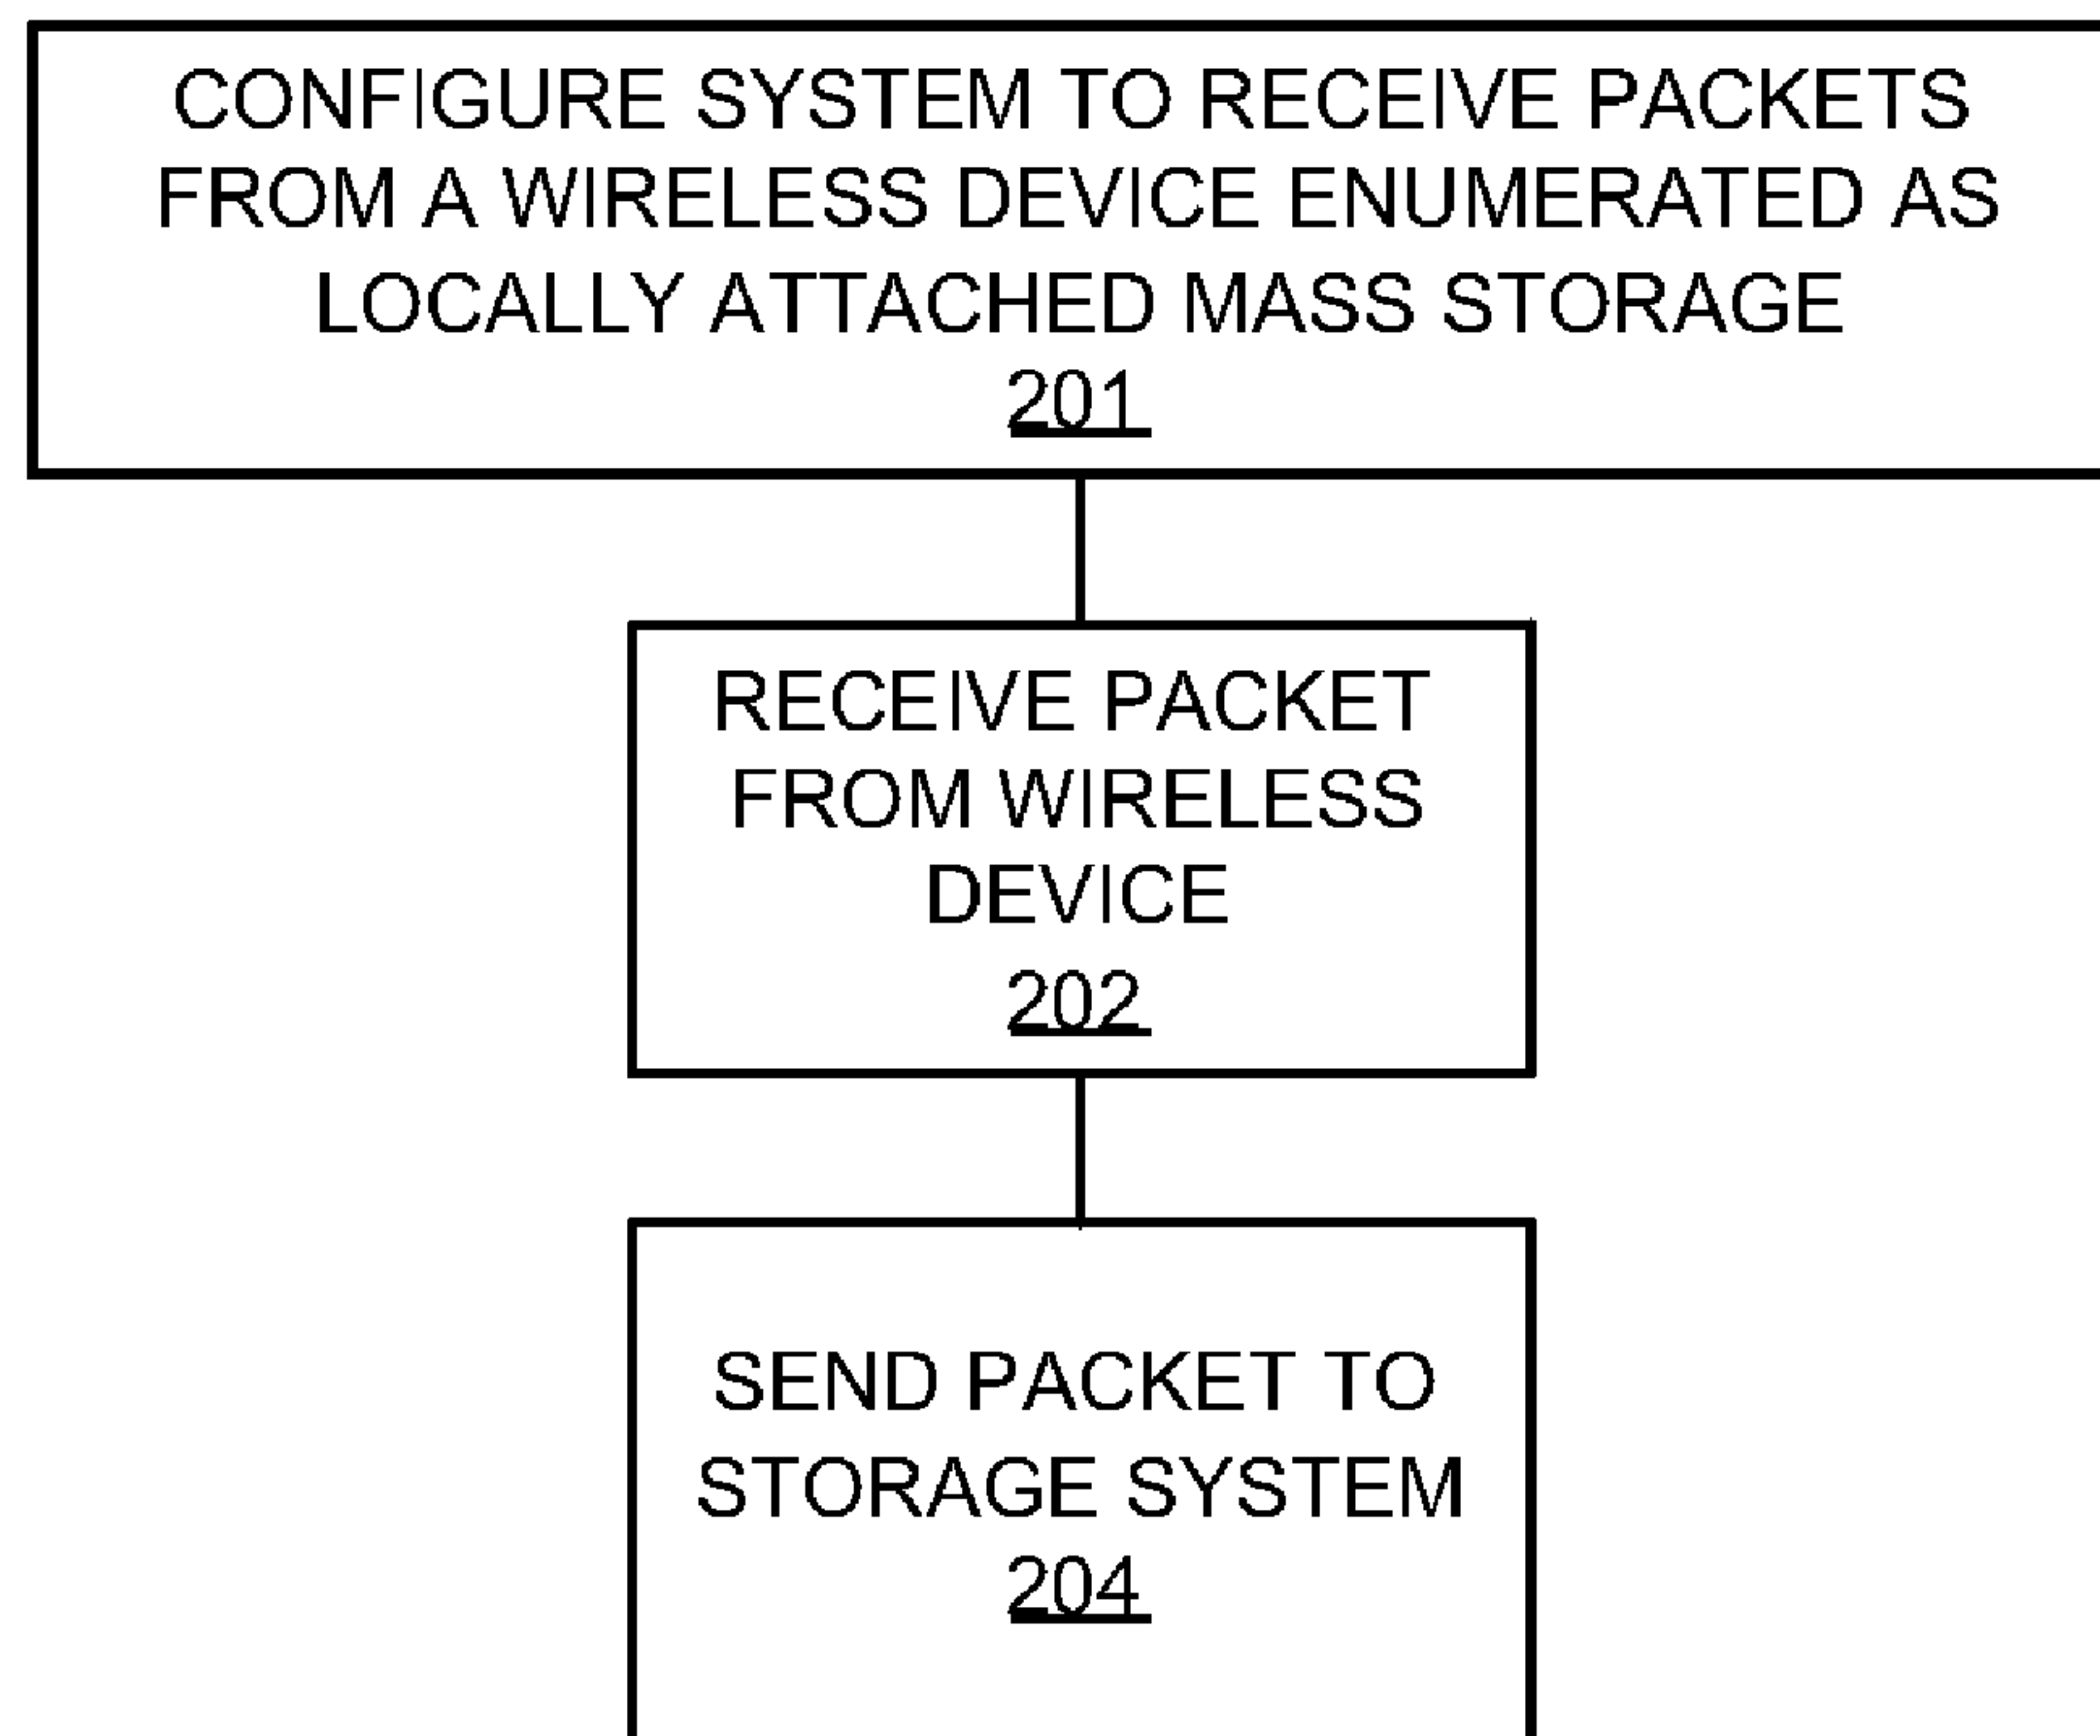 CONFIGURE SYSTEM TO RECEIVE PACKETS
FROM A WIRELESS DEVICE ENUMERATED AS
LOCALLY ATTACHED MASS STORAGE
201
RECEIVE PACKET
FROM WIRELESS
DEVICE
202
SEND PACKET TO
STORAGE SYSTEM
204